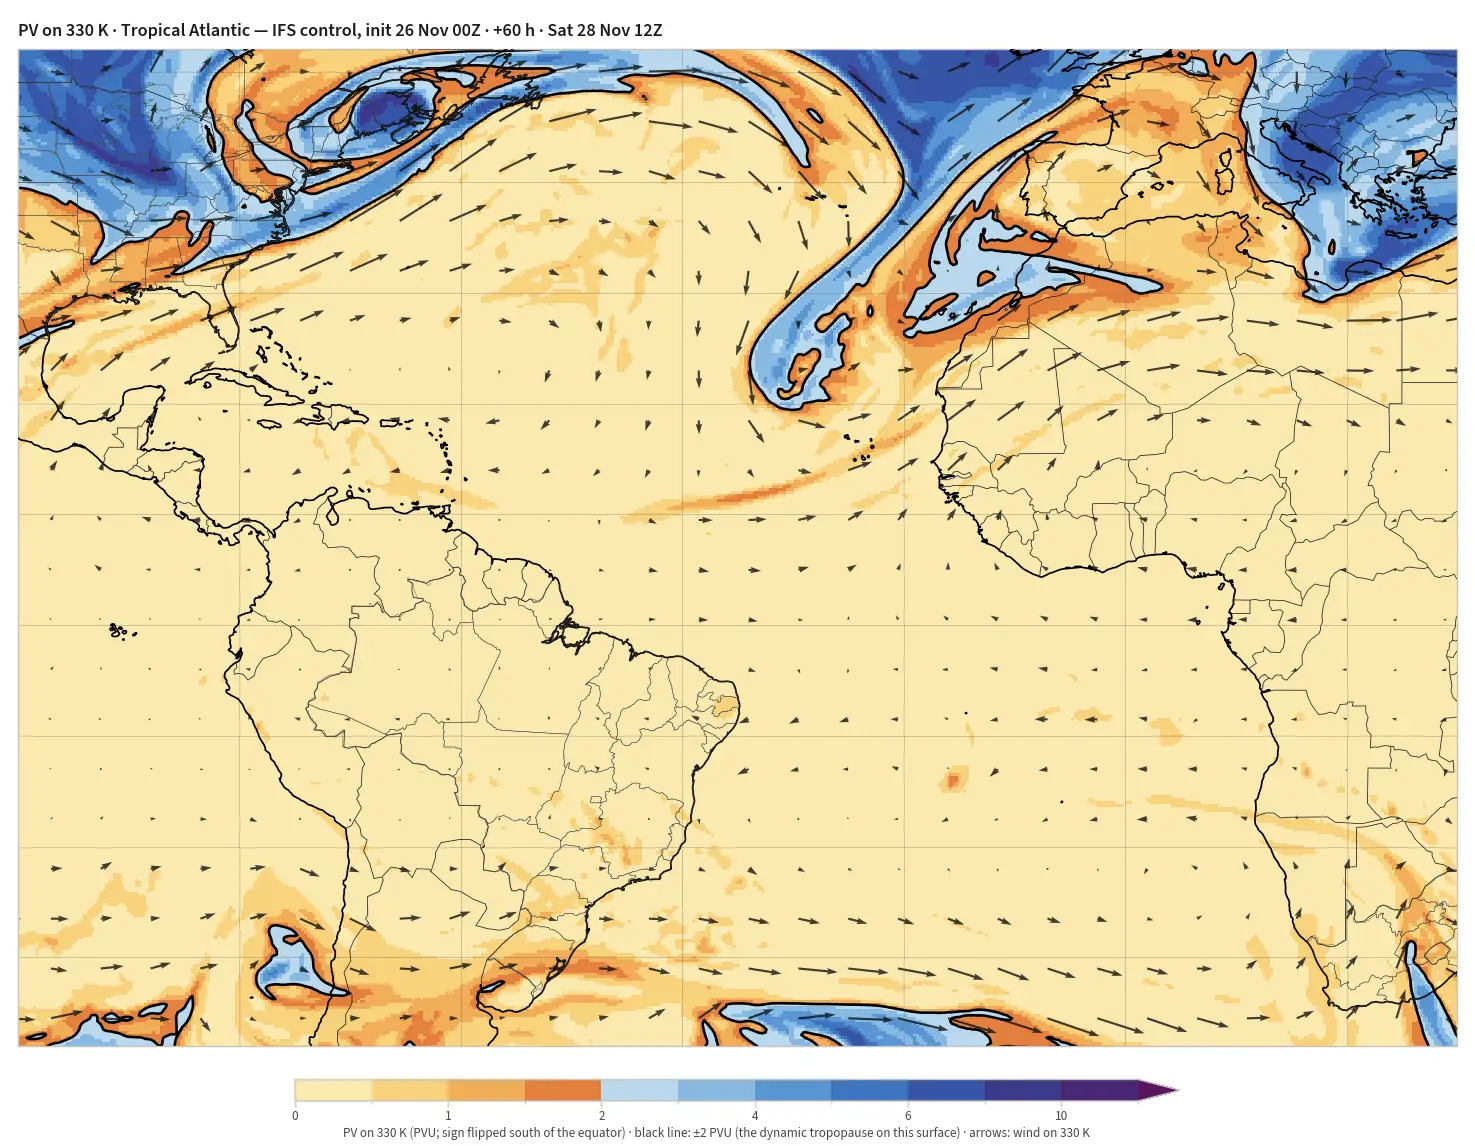 PV on 330 K · Tropical Atlantic — IFS control, init 26 Nov 00Z · +60 h · Sat 28 Nov 12Z
0 1 2 4 6 8 10
PV on 330 K (PVU; sign flipped south of the equator) · black line: ±2 PVU (the dynamic tropopause on this surface) · arrows: wind on 330 K